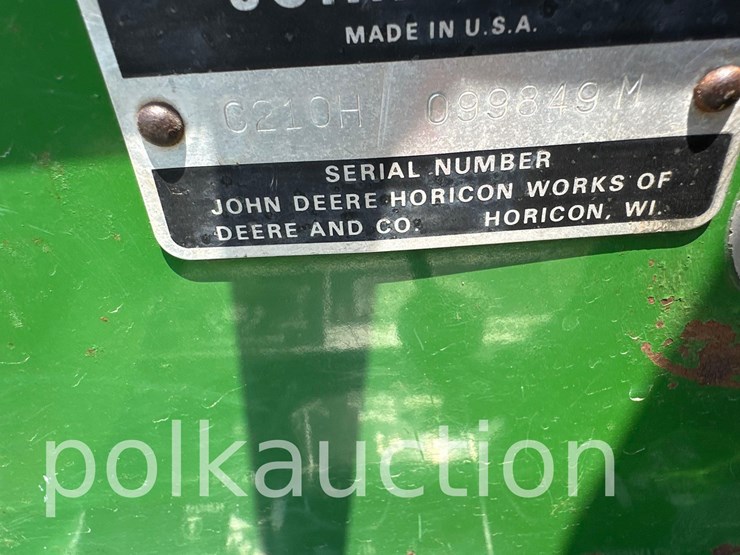 MADE IN U.S.A.
C210H 099849M
SERIAL NUMBER
JOHN DEERE HORICON WORKS OF
DEERE AND CO. HORICON, WI.
polkauction